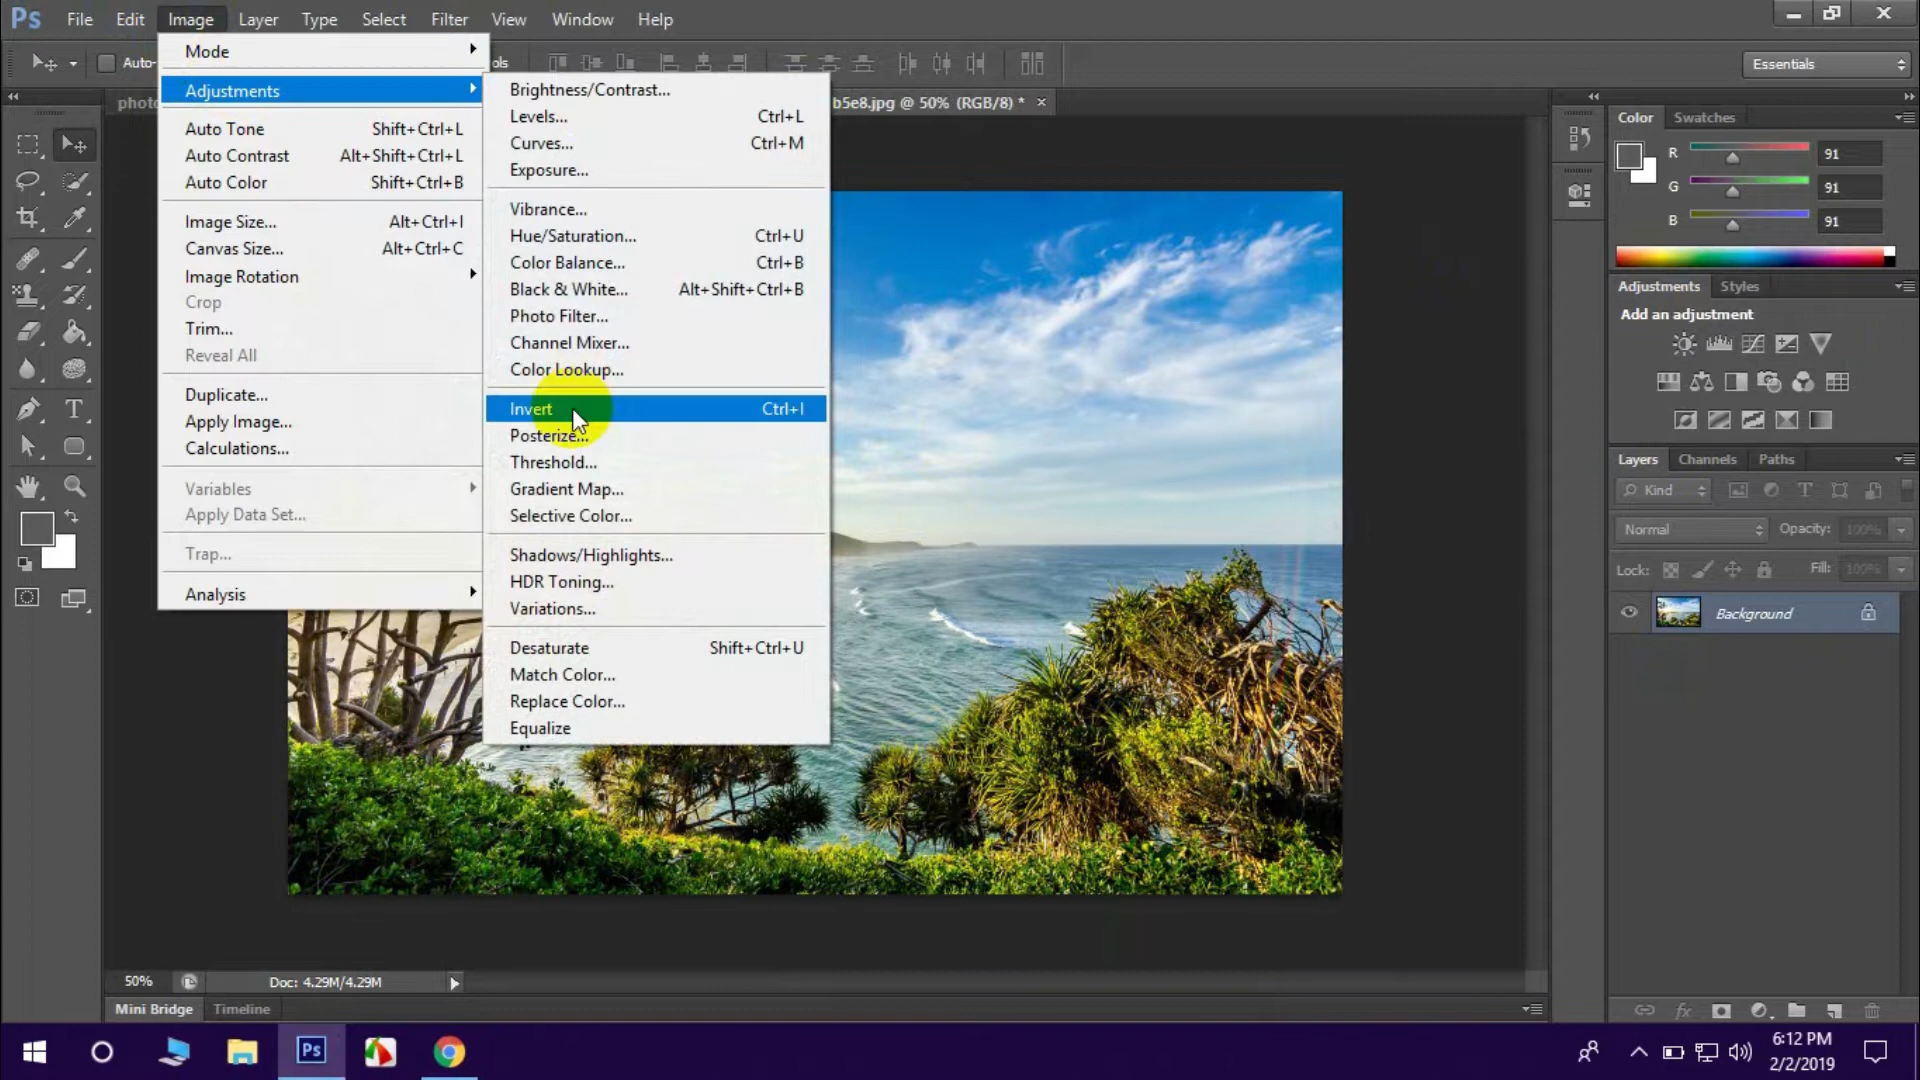 Ps File Edit Image Layer Type Select Filter View Window Help
Auto-
ols
Essentials
photo
b5e8.jpg @ 50% (RGB/8) * ×
Mode
Adjustments
Auto Tone Shift+Ctrl+L
Auto Contrast Alt+Shift+Ctrl+L
Auto Color Shift+Ctrl+B
Image Size... Alt+Ctrl+I
Canvas Size... Alt+Ctrl+C
Image Rotation
Crop
Trim...
Reveal All
Duplicate...
Apply Image...
Calculations...
Variables
Apply Data Set...
Trap...
Analysis
Brightness/Contrast...
Levels... Ctrl+L
Curves... Ctrl+M
Exposure...
Vibrance...
Hue/Saturation... Ctrl+U
Color Balance... Ctrl+B
Black & White... Alt+Shift+Ctrl+B
Photo Filter...
Channel Mixer...
Color Lookup...
Invert Ctrl+I
Posterize...
Threshold...
Gradient Map...
Selective Color...
Shadows/Highlights...
HDR Toning...
Variations...
Desaturate Shift+Ctrl+U
Match Color...
Replace Color...
Equalize
Color Swatches
R 91
G 91
B 91
Adjustments Styles
Add an adjustment
Layers Channels Paths
Kind
Normal Opacity: 100%
Lock: Fill: 100%
Background
50% Doc: 4.29M/4.29M
Mini Bridge Timeline
Ps
6:12 PM
2/2/2019